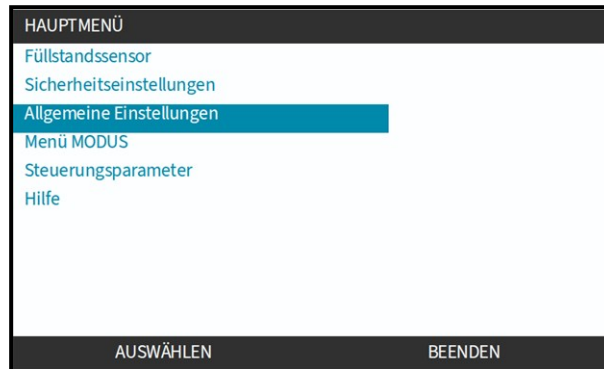 HAUPTMENÜ
Füllstandssensor
Sicherheitseinstellungen
Allgemeine Einstellungen
Menü MODUS
Steuerungsparameter
Hilfe
AUSWÄHLEN BEENDEN